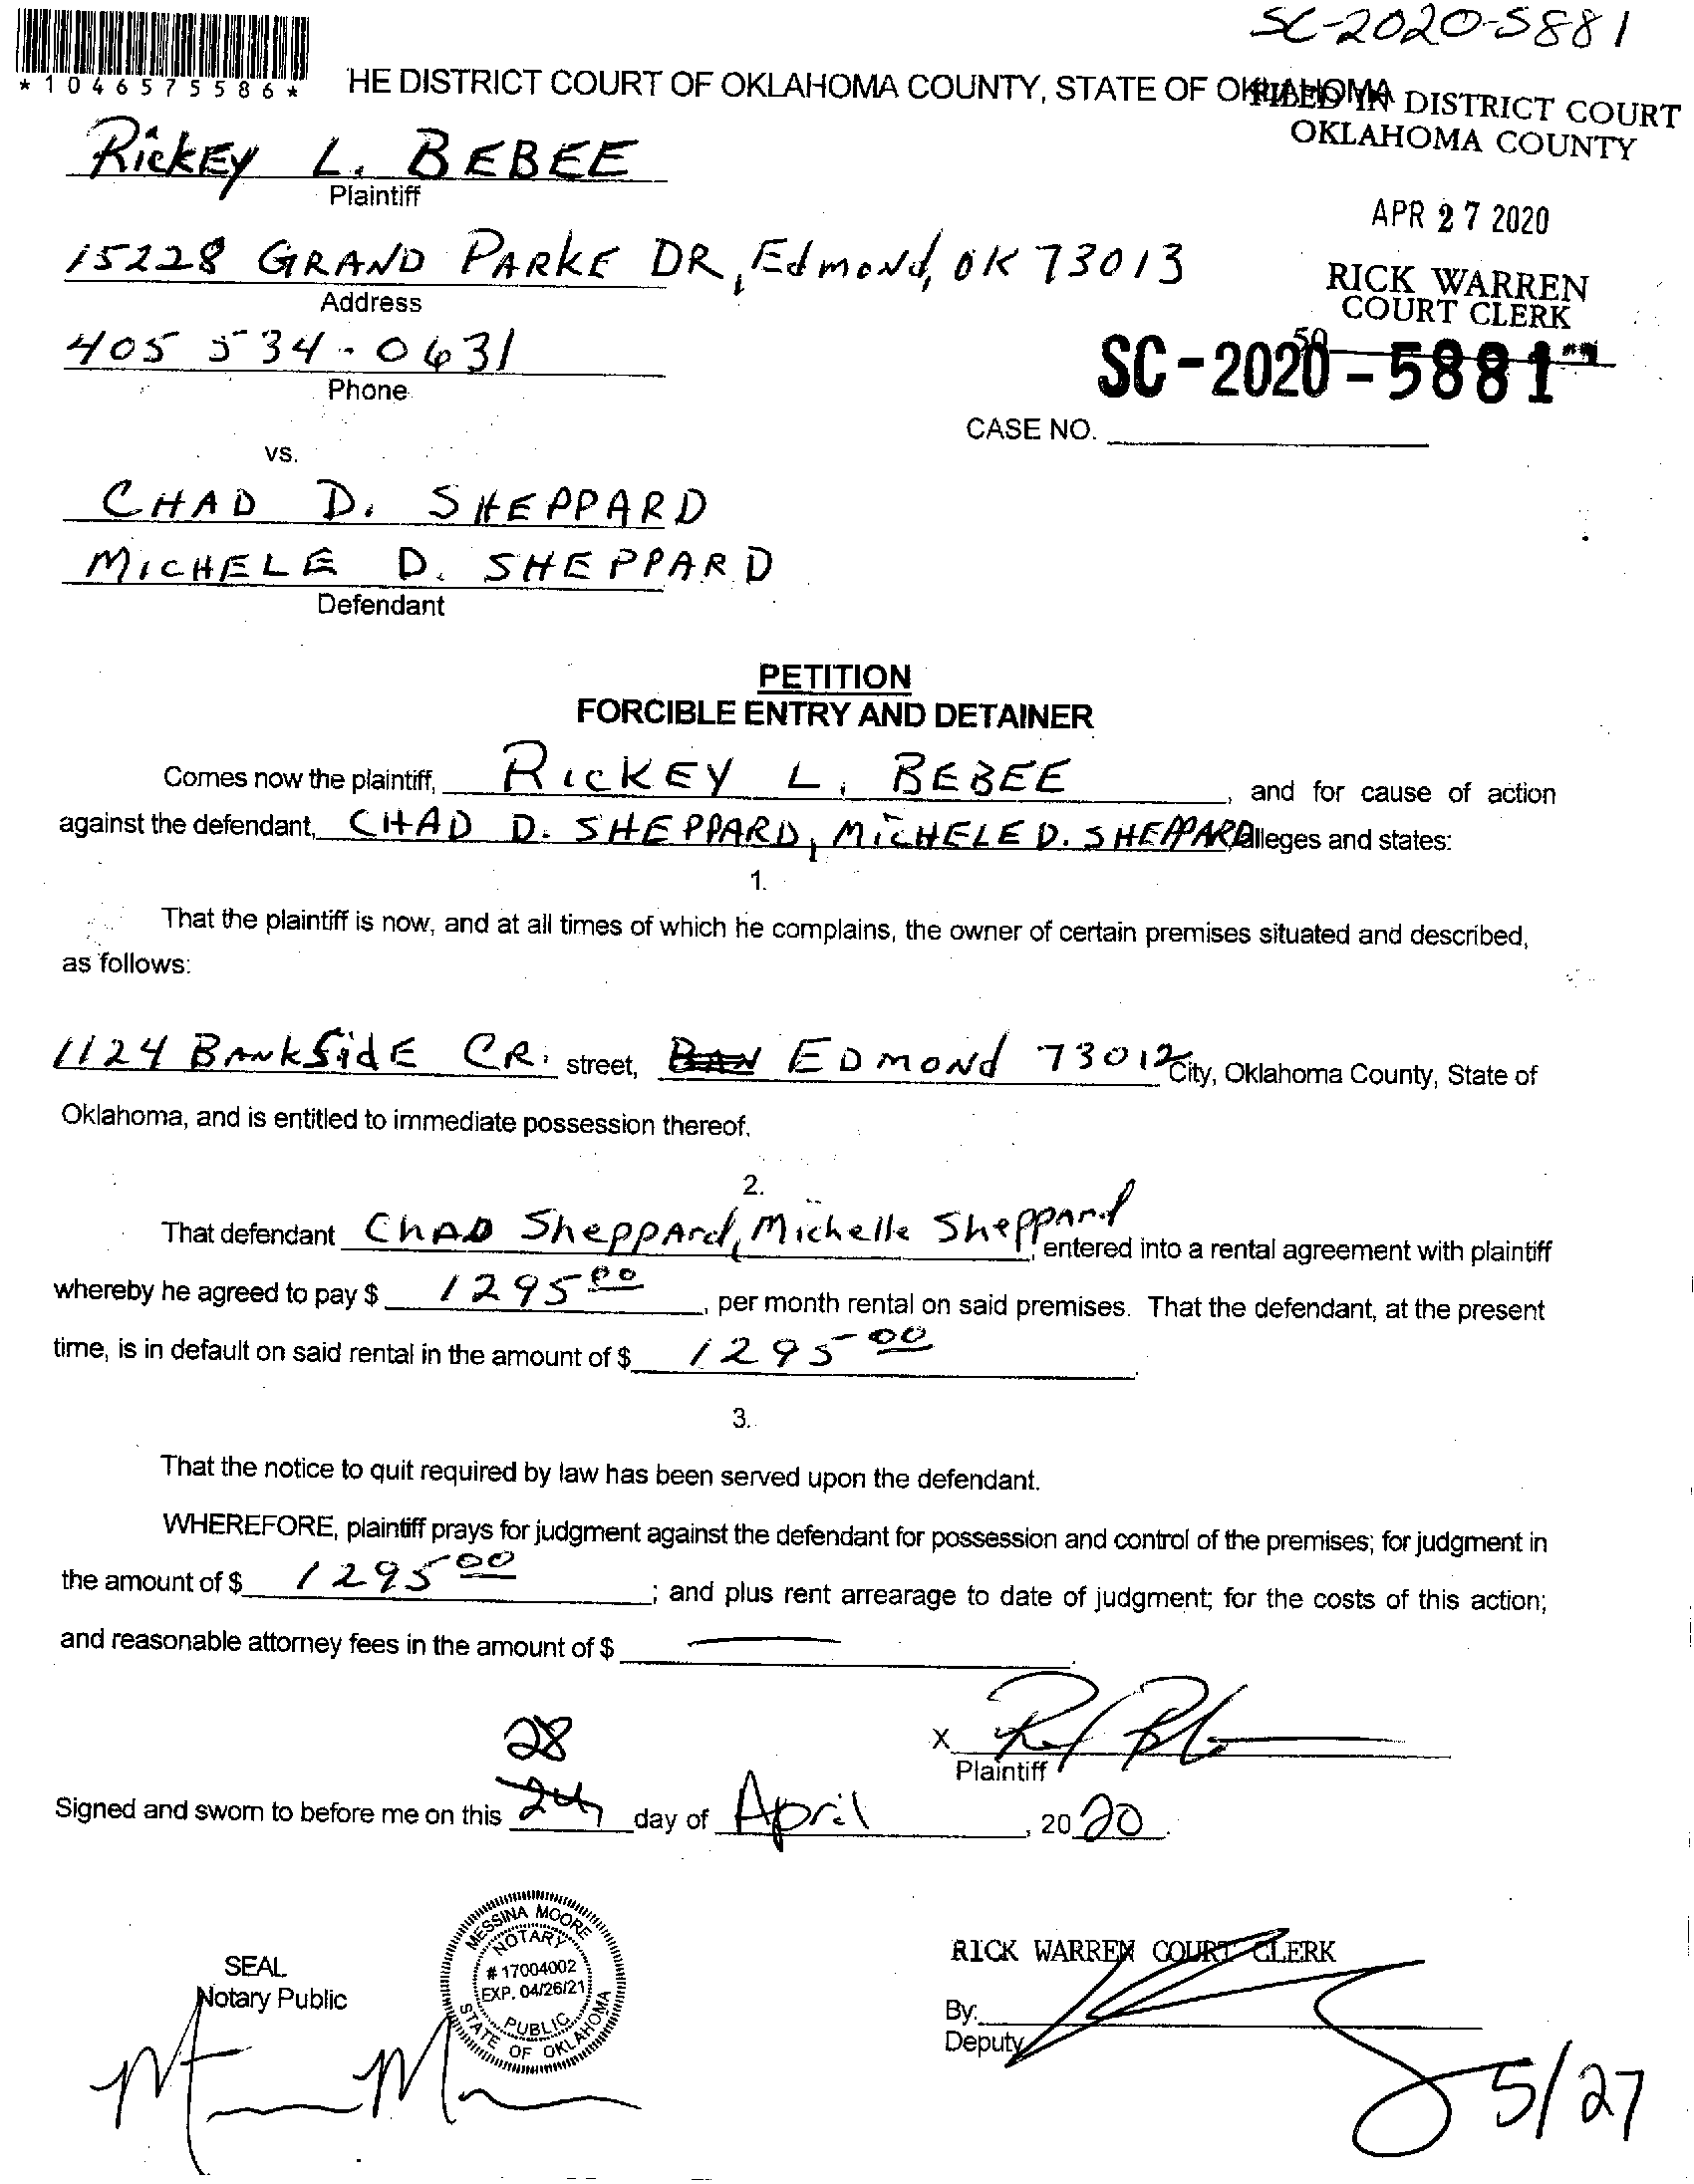 SC-2020-5881
*1046575586*
HE DISTRICT COURT OF OKLAHOMA COUNTY, STATE OF OKLAHOMA
FILED IN DISTRICT COURT
OKLAHOMA COUNTY
RickEY L. BEBEE
Plaintiff
APR 27 2020
15228 GRAND PARKE DR, Edmond, OK 73013
Address
RICK WARREN
COURT CLERK
405 534-0631
Phone
50
SC-2020-5881
CASE NO.
vs.
CHAD D. SHEPPARD
MICHELE D. SHEPPARD
Defendant
PETITION
FORCIBLE ENTRY AND DETAINER
Comes now the plaintiff, RICKEY L. BEBEE, and for cause of action
against the defendant, CHAD D. SHEPPARD, MICHELE D. SHEPPARD alleges and states:
1.
That the plaintiff is now, and at all times of which he complains, the owner of certain premises situated and described,
as follows:
1124 BANKSidE CR. street, BAN EDMONd 73012 City, Oklahoma County, State of
Oklahoma, and is entitled to immediate possession thereof.
2.
That defendant ChAD Sheppard, Michelle Sheppard, entered into a rental agreement with plaintiff
whereby he agreed to pay $ 1295 00, per month rental on said premises. That the defendant, at the present
time, is in default on said rental in the amount of $ 1295 00.
3.
That the notice to quit required by law has been served upon the defendant.
WHEREFORE, plaintiff prays for judgment against the defendant for possession and control of the premises; for judgment in
the amount of $ 1295 00; and plus rent arrearage to date of judgment; for the costs of this action;
and reasonable attorney fees in the amount of $ —.
X
Plaintiff
28
Signed and sworn to before me on this 24 day of April, 2020.
SEAL
Notary Public
MESSINA MOORE
NOTARY
# 17004002
EXP. 04/26/21
PUBLIC
STATE OF OKLAHOMA
RICK WARREN COURT CLERK
By:
Deputy
5/27